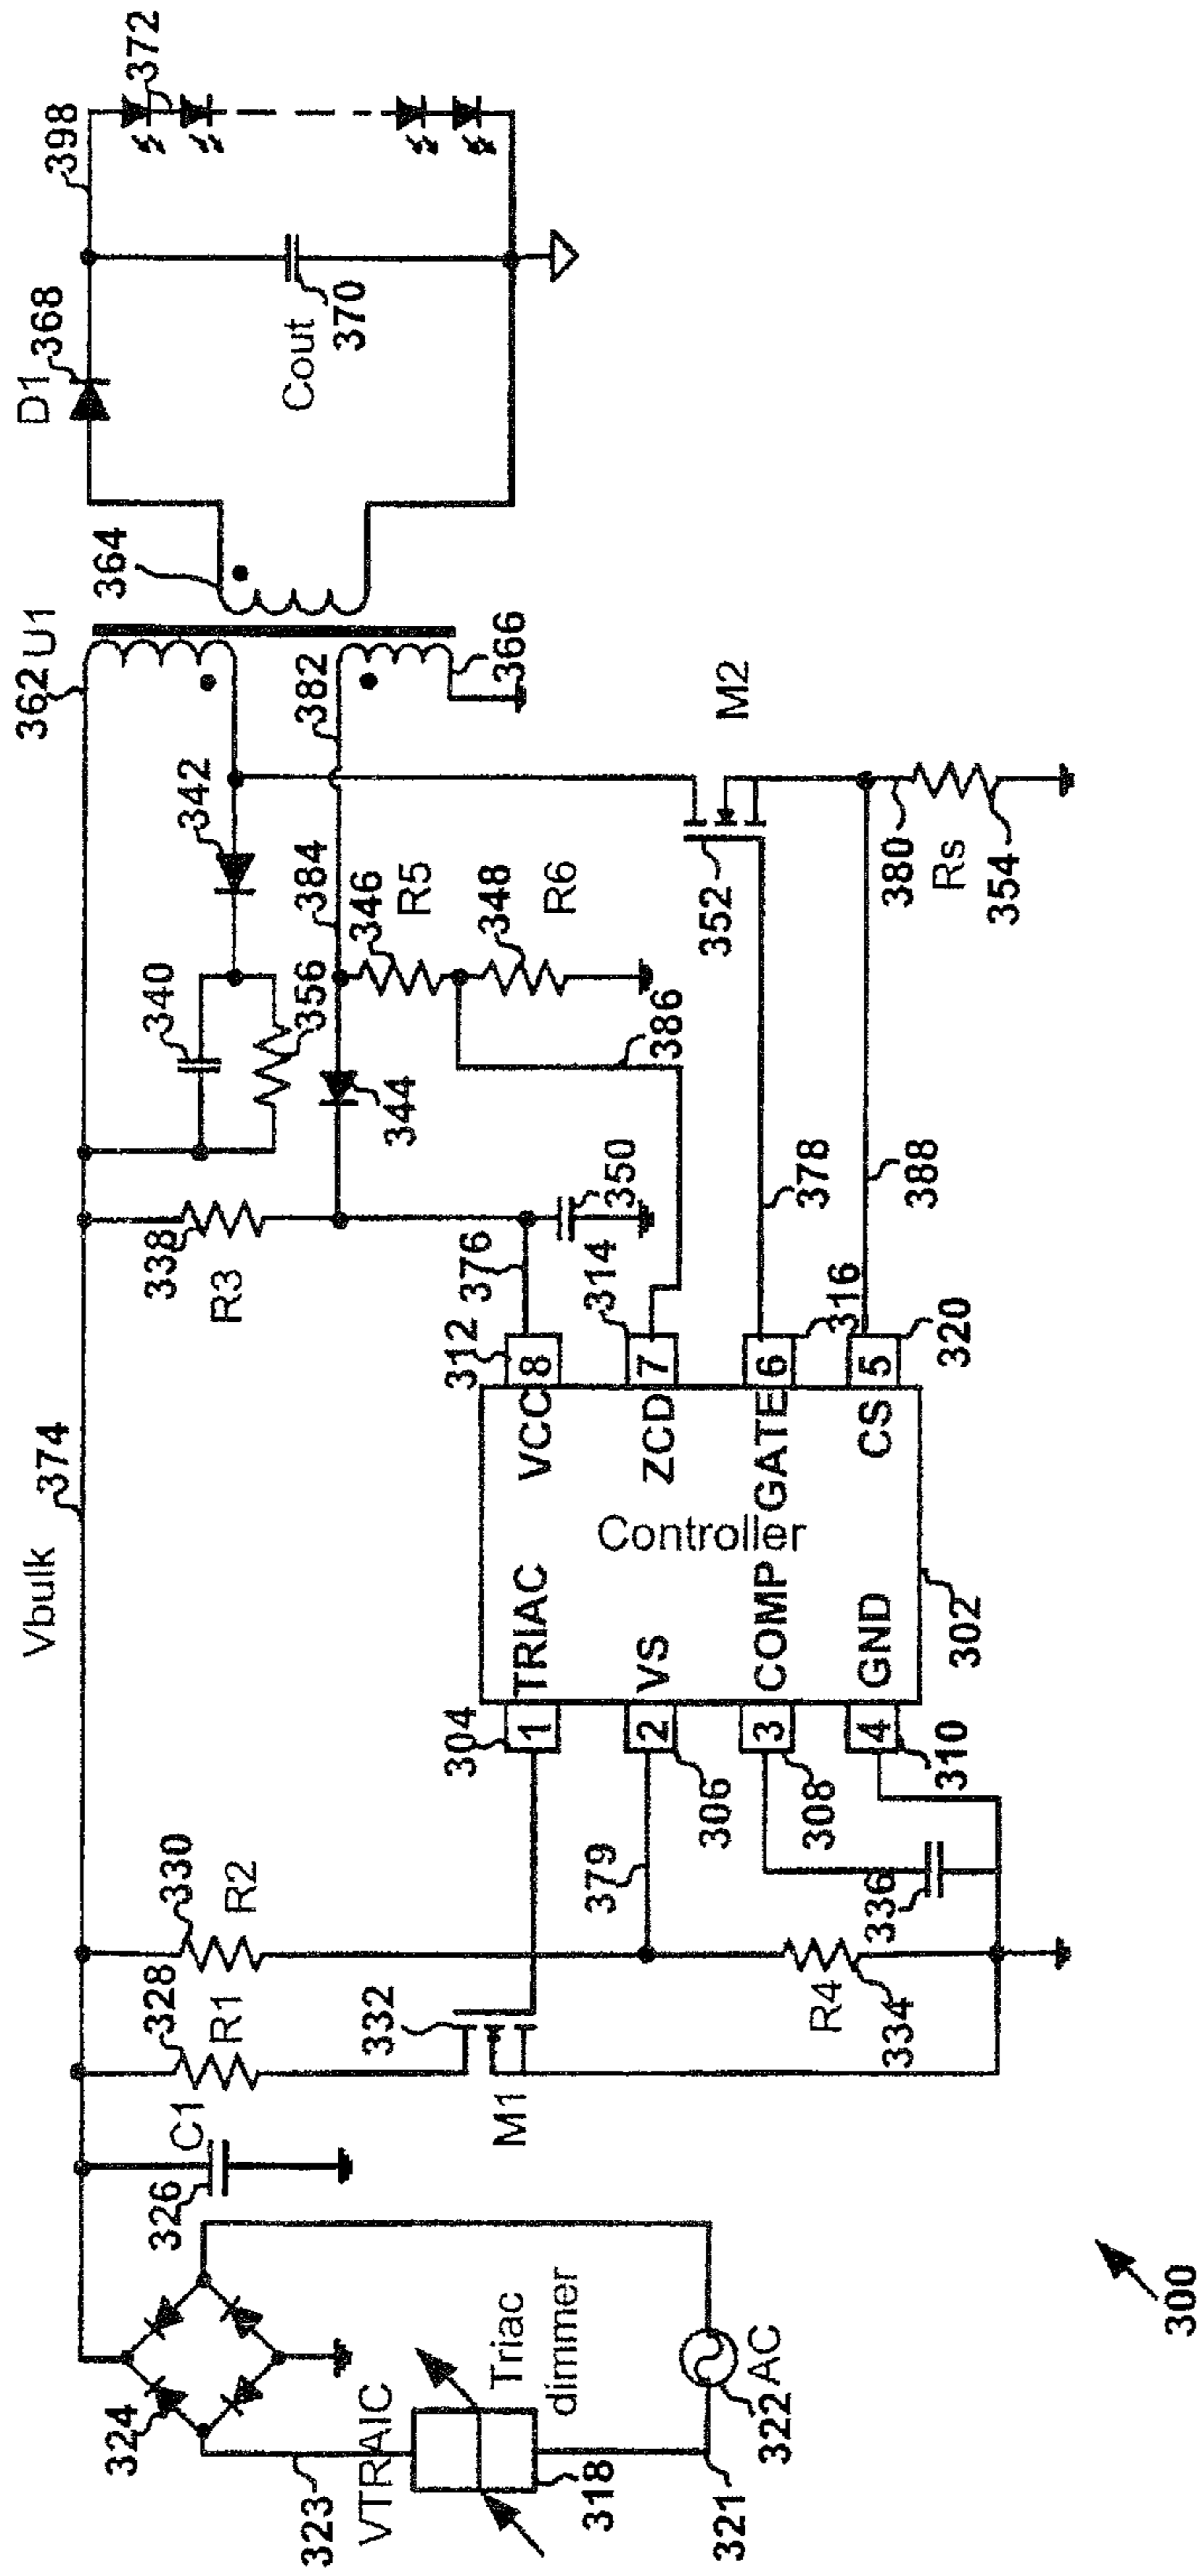 Vbulk
374
362
U1
364
D1
368
398
372
Cout
370
366
382
384
342
340
356
344
346
R5
348
R6
386
338
R3
350
376
312
314
316
320
378
388
352
M2
380
Rs
354
8
7
6
5
VCC
ZCD
GATE
CS
Controller
TRIAC
VS
COMP
GND
302
1
2
3
4
304
306
308
310
379
336
330
R2
328
R1
332
M1
R4
334
C1
326
324
323
VTRAIC
Triac
dimmer
318
321
322
AC
300